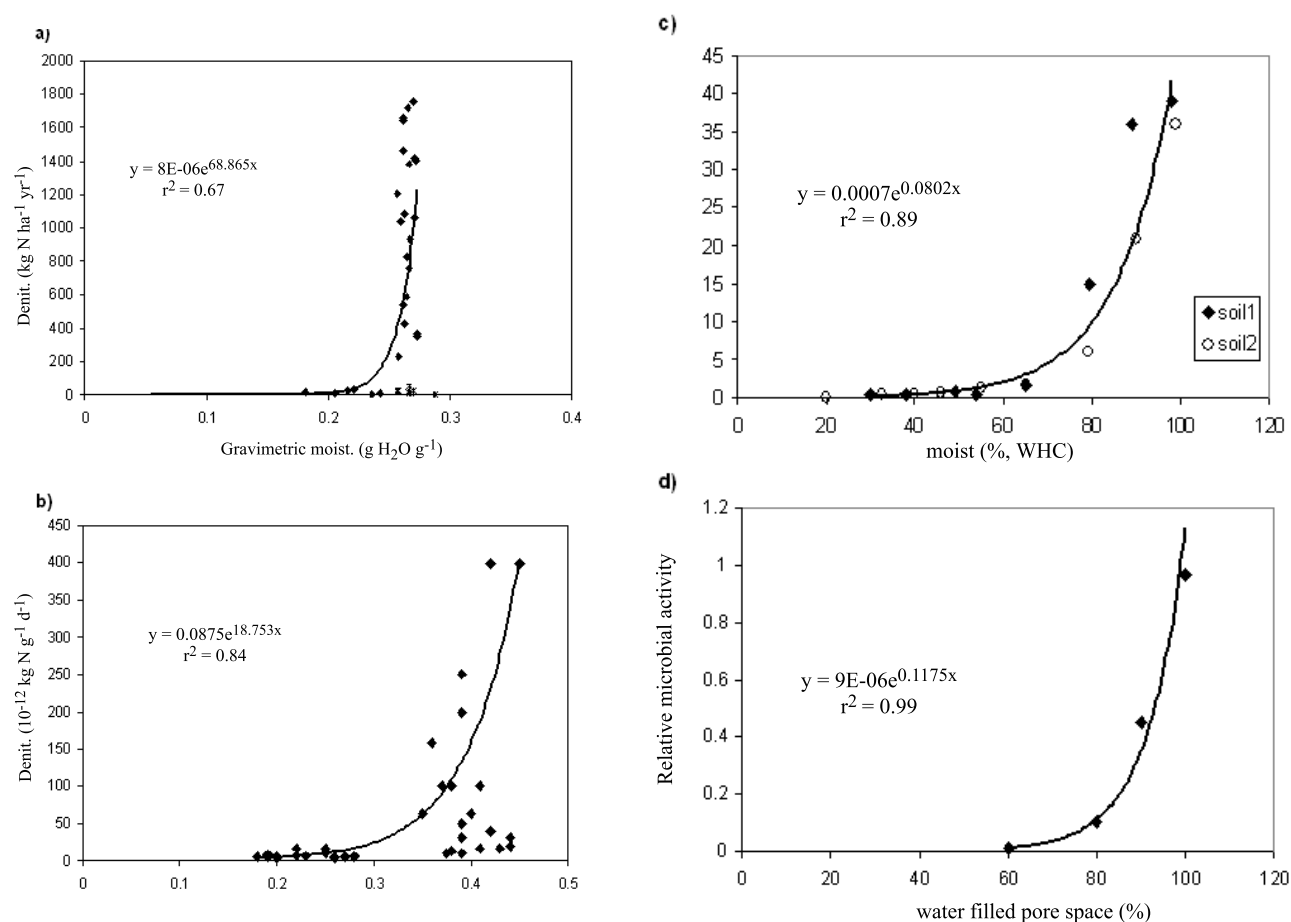 a)
2000
1800
1600
1400
1200
1000
800
600
400
200
0
Denit. (kg N ha-1 yr-1)
y = 8E-06e68.865x
r2 = 0.67
0 0.1 0.2 0.3 0.4
Gravimetric moist. (g H2O g-1)
b)
450
400
350
300
250
200
150
100
50
0
Denit. (10-12 kg N g-1 d-1)
y = 0.0875e18.753x
r2 = 0.84
0 0.1 0.2 0.3 0.4 0.5
c)
45
40
35
30
25
20
15
10
5
0
y = 0.0007e0.0802x
r2 = 0.89
soil1
soil2
0 20 40 60 80 100 120
moist (%, WHC)
d)
1.2
1
0.8
0.6
0.4
0.2
0
Relative microbial activity
y = 9E-06e0.1175x
r2 = 0.99
0 20 40 60 80 100 120
water filled pore space (%)